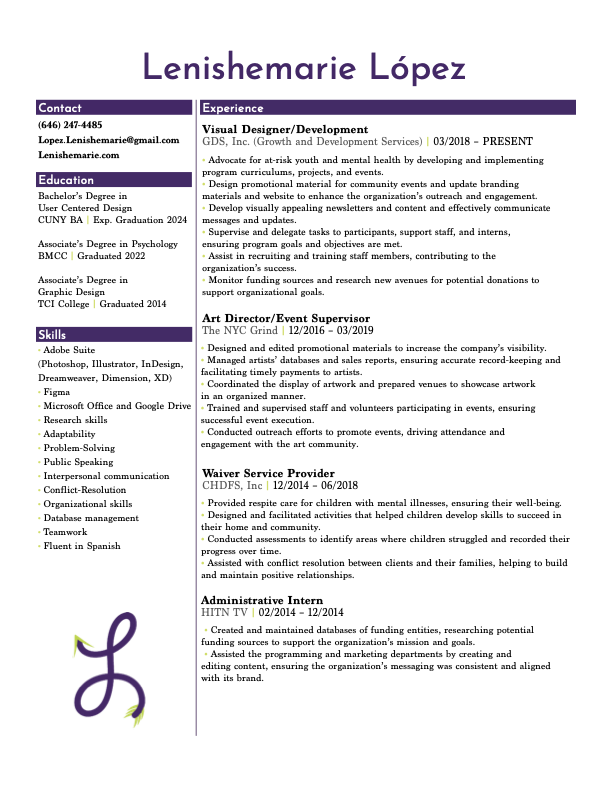 Lenishemarie López
Contact
(646) 247-4485
Lopez.Lenishemarie@gmail.com
Lenishemarie.com
Education
Bachelor's Degree in
User Centered Design
CUNY BA | Exp. Graduation 2024
Associate's Degree in Psychology
BMCC | Graduated 2022
Associate's Degree in
Graphic Design
TCI College | Graduated 2014
Skills
• Adobe Suite
(Photoshop, Illustrator, InDesign,
Dreamweaver, Dimension, XD)
• Figma
• Microsoft Office and Google Drive
• Research skills
• Adaptability
• Problem-Solving
• Public Speaking
• Interpersonal communication
• Conflict-Resolution
• Organizational skills
• Database management
• Teamwork
• Fluent in Spanish
Experience
Visual Designer/Development
GDS, Inc. (Growth and Development Services) | 03/2018 – PRESENT
• Advocate for at-risk youth and mental health by developing and implementing
program curriculums, projects, and events.
• Design promotional material for community events and update branding
materials and website to enhance the organization's outreach and engagement.
• Develop visually appealing newsletters and content and effectively communicate
messages and updates.
• Supervise and delegate tasks to participants, support staff, and interns,
ensuring program goals and objectives are met.
• Assist in recruiting and training staff members, contributing to the
organization's success.
• Monitor funding sources and research new avenues for potential donations to
support organizational goals.
Art Director/Event Supervisor
The NYC Grind | 12/2016 – 03/2019
• Designed and edited promotional materials to increase the company's visibility.
• Managed artists' databases and sales reports, ensuring accurate record-keeping and
facilitating timely payments to artists.
• Coordinated the display of artwork and prepared venues to showcase artwork
in an organized manner.
• Trained and supervised staff and volunteers participating in events, ensuring
successful event execution.
• Conducted outreach efforts to promote events, driving attendance and
engagement with the art community.
Waiver Service Provider
CHDFS, Inc | 12/2014 – 06/2018
• Provided respite care for children with mental illnesses, ensuring their well-being.
• Designed and facilitated activities that helped children develop skills to succeed in
their home and community.
• Conducted assessments to identify areas where children struggled and recorded their
progress over time.
• Assisted with conflict resolution between clients and their families, helping to build
and maintain positive relationships.
Administrative Intern
HITN TV | 02/2014 – 12/2014
• Created and maintained databases of funding entities, researching potential
funding sources to support the organization's mission and goals.
• Assisted the programming and marketing departments by creating and
editing content, ensuring the organization's messaging was consistent and aligned
with its brand.